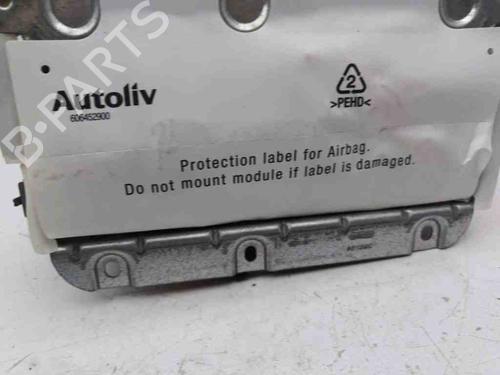 B-PARTS
Autoliv
606452900
2
>PEHD<
Protection label for Airbag.
Do not mount module if label is damaged.